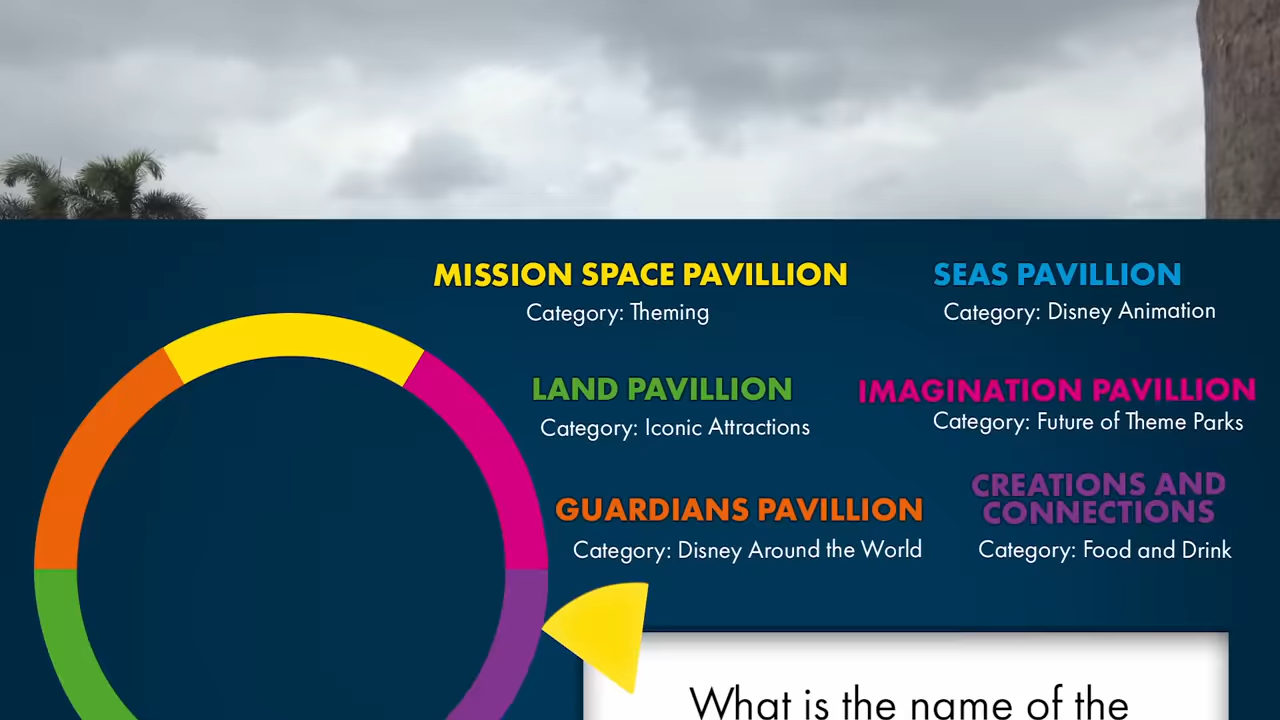 MISSION SPACE PAVILLION
Category: Theming
SEAS PAVILLION
Category: Disney Animation
LAND PAVILLION
Category: Iconic Attractions
IMAGINATION PAVILLION
Category: Future of Theme Parks
GUARDIANS PAVILLION
Category: Disney Around the World
CREATIONS AND
CONNECTIONS
Category: Food and Drink
What is the name of the